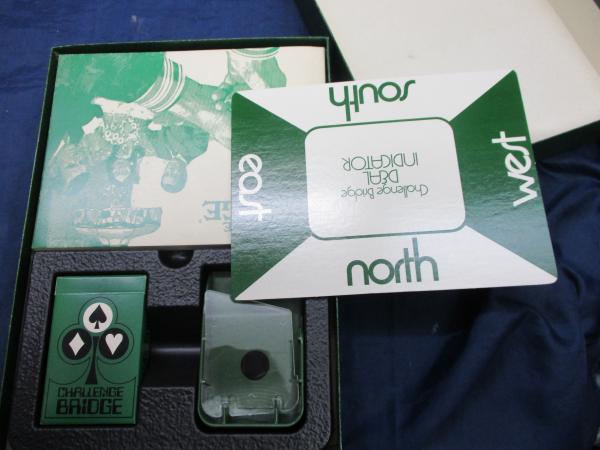 south
east
west
Challenge Bridge
DEAL
INDICATOR
north
CHALLENGE
BRIDGE